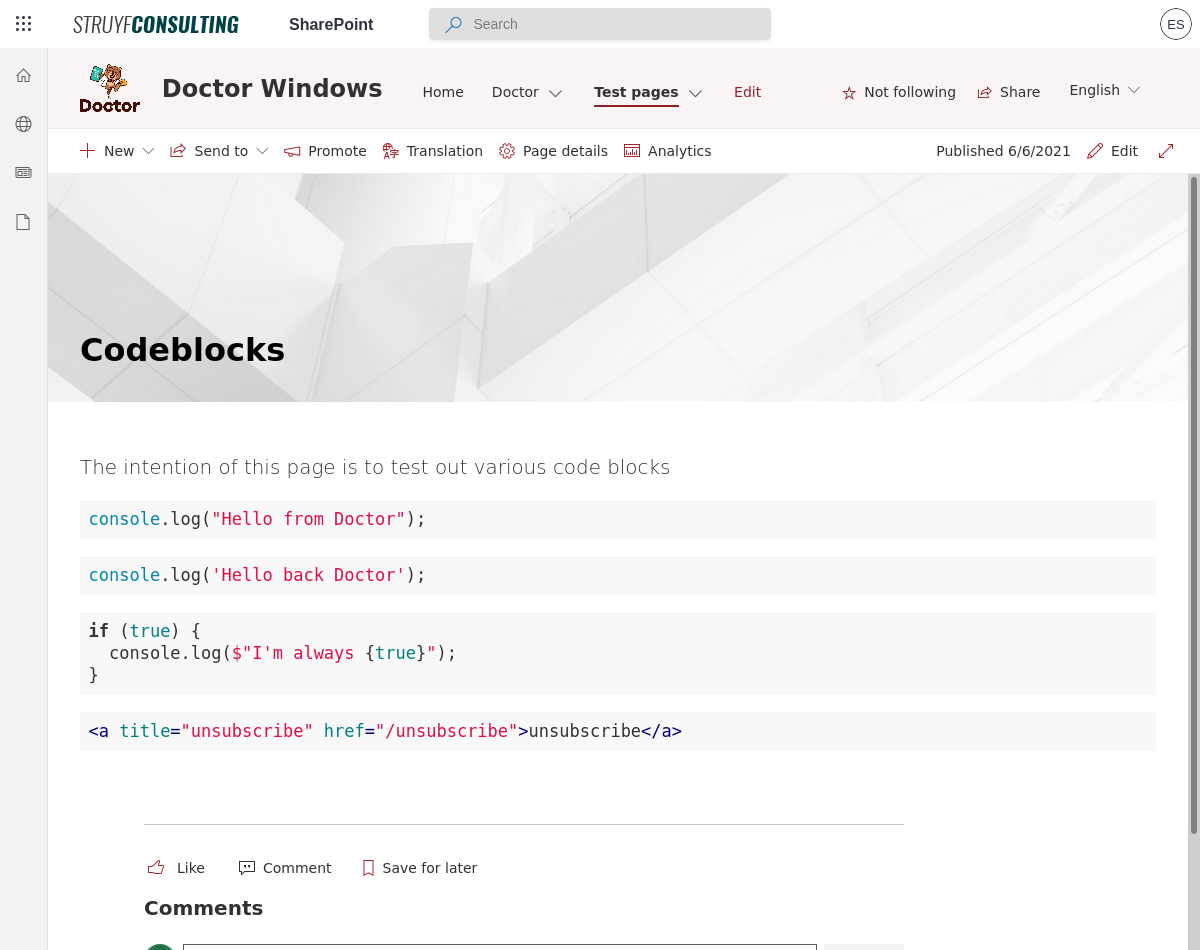 STRUYFCONSULTING SharePoint Search ES
Doctor
Doctor Windows Home Doctor Test pages Edit Not following Share English
New Send to Promote Translation Page details Analytics Published 6/6/2021 Edit
Codeblocks
The intention of this page is to test out various code blocks
console.log("Hello from Doctor");
console.log('Hello back Doctor');
if (true) {
  console.log($"I'm always {true}");
}
<a title="unsubscribe" href="/unsubscribe">unsubscribe</a>
Like Comment Save for later
Comments